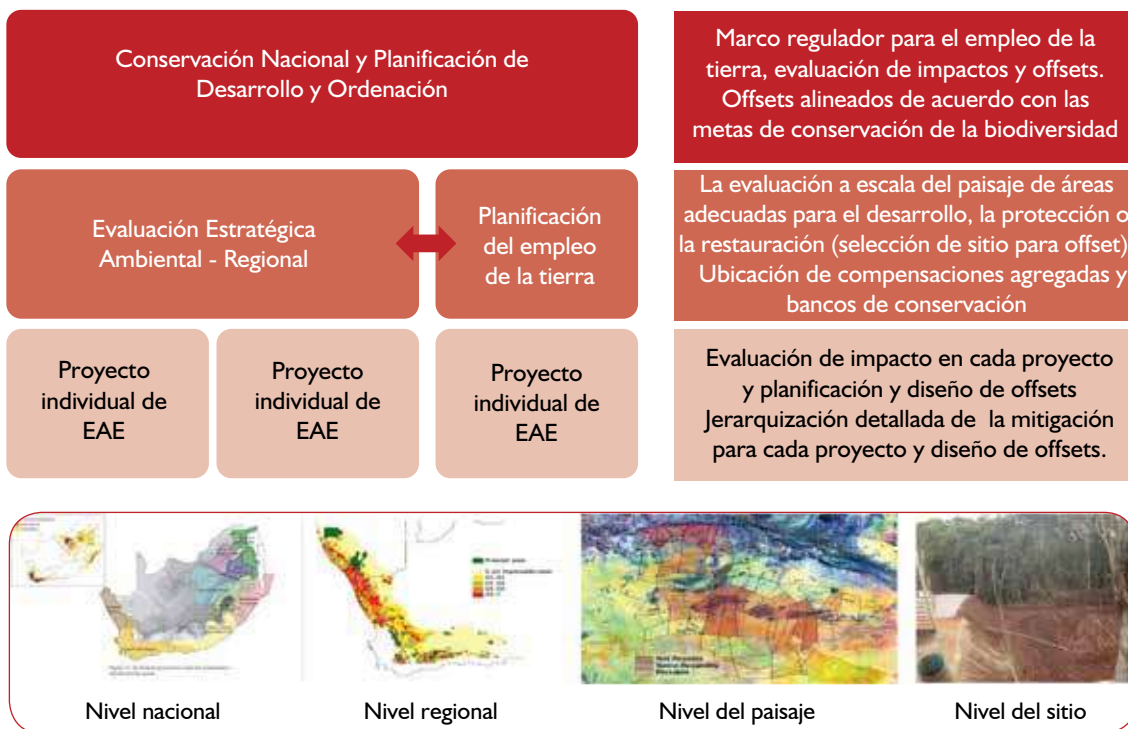 Conservación Nacional y Planificación de
Desarrollo y Ordenación
Marco regulador para el empleo de la
tierra, evaluación de impactos y offsets.
Offsets alineados de acuerdo con las
metas de conservación de la biodiversidad
Evaluación Estratégica
Ambiental - Regional
Planificación
del empleo
de la tierra
La evaluación a escala del paisaje de áreas
adecuadas para el desarrollo, la protección o
la restauración (selección de sitio para offset)
Ubicación de compensaciones agregadas y
bancos de conservación
Proyecto
individual de
EAE
Proyecto
individual de
EAE
Proyecto
individual de
EAE
Evaluación de impacto en cada proyecto
y planificación y diseño de offsets
Jerarquización detallada de la mitigación
para cada proyecto y diseño de offsets.
Nivel nacional
Nivel regional
Nivel del paisaje
Nivel del sitio